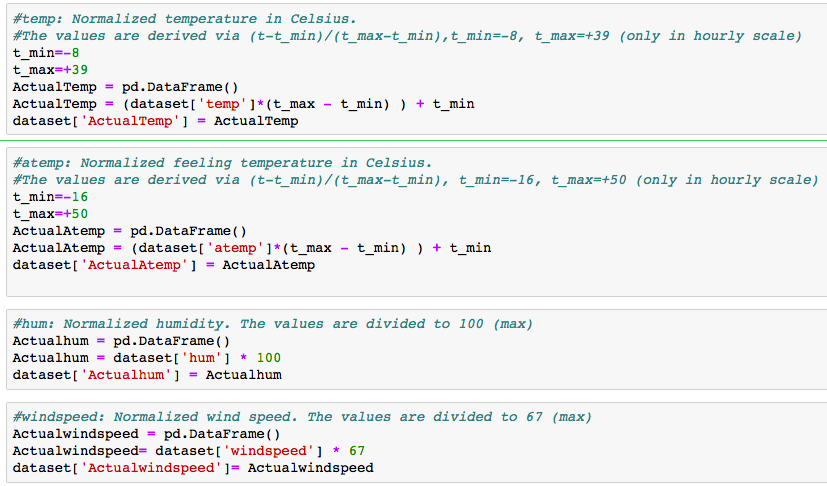 #temp: Normalized temperature in Celsius.
#The values are derived via (t-t_min)/(t_max-t_min),t_min=-8, t_max=+39 (only in hourly scale)
t_min=-8
t_max=+39
ActualTemp = pd.DataFrame()
ActualTemp = (dataset['temp']*(t_max - t_min) ) + t_min
dataset['ActualTemp'] = ActualTemp
#atemp: Normalized feeling temperature in Celsius.
#The values are derived via (t-t_min)/(t_max-t_min), t_min=-16, t_max=+50 (only in hourly scale)
t_min=-16
t_max=+50
ActualAtemp = pd.DataFrame()
ActualAtemp = (dataset['atemp']*(t_max - t_min) ) + t_min
dataset['ActualAtemp'] = ActualAtemp
#hum: Normalized humidity. The values are divided to 100 (max)
Actualhum = pd.DataFrame()
Actualhum = dataset['hum'] * 100
dataset['Actualhum'] = Actualhum
#windspeed: Normalized wind speed. The values are divided to 67 (max)
Actualwindspeed = pd.DataFrame()
Actualwindspeed= dataset['windspeed'] * 67
dataset['Actualwindspeed']= Actualwindspeed